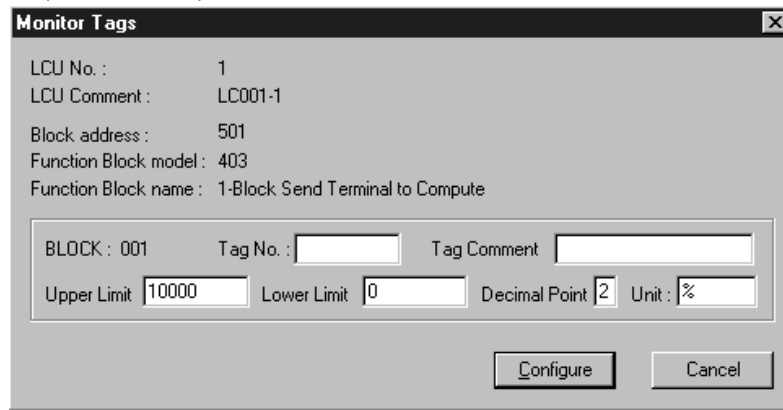 Monitor Tags
LCU No. : 1
LCU Comment : LC001-1
Block address : 501
Function Block model : 403
Function Block name : 1-Block Send Terminal to Compute
BLOCK : 001 Tag No. : Tag Comment
Upper Limit 10000 Lower Limit 0 Decimal Point 2 Unit : %
Configure Cancel